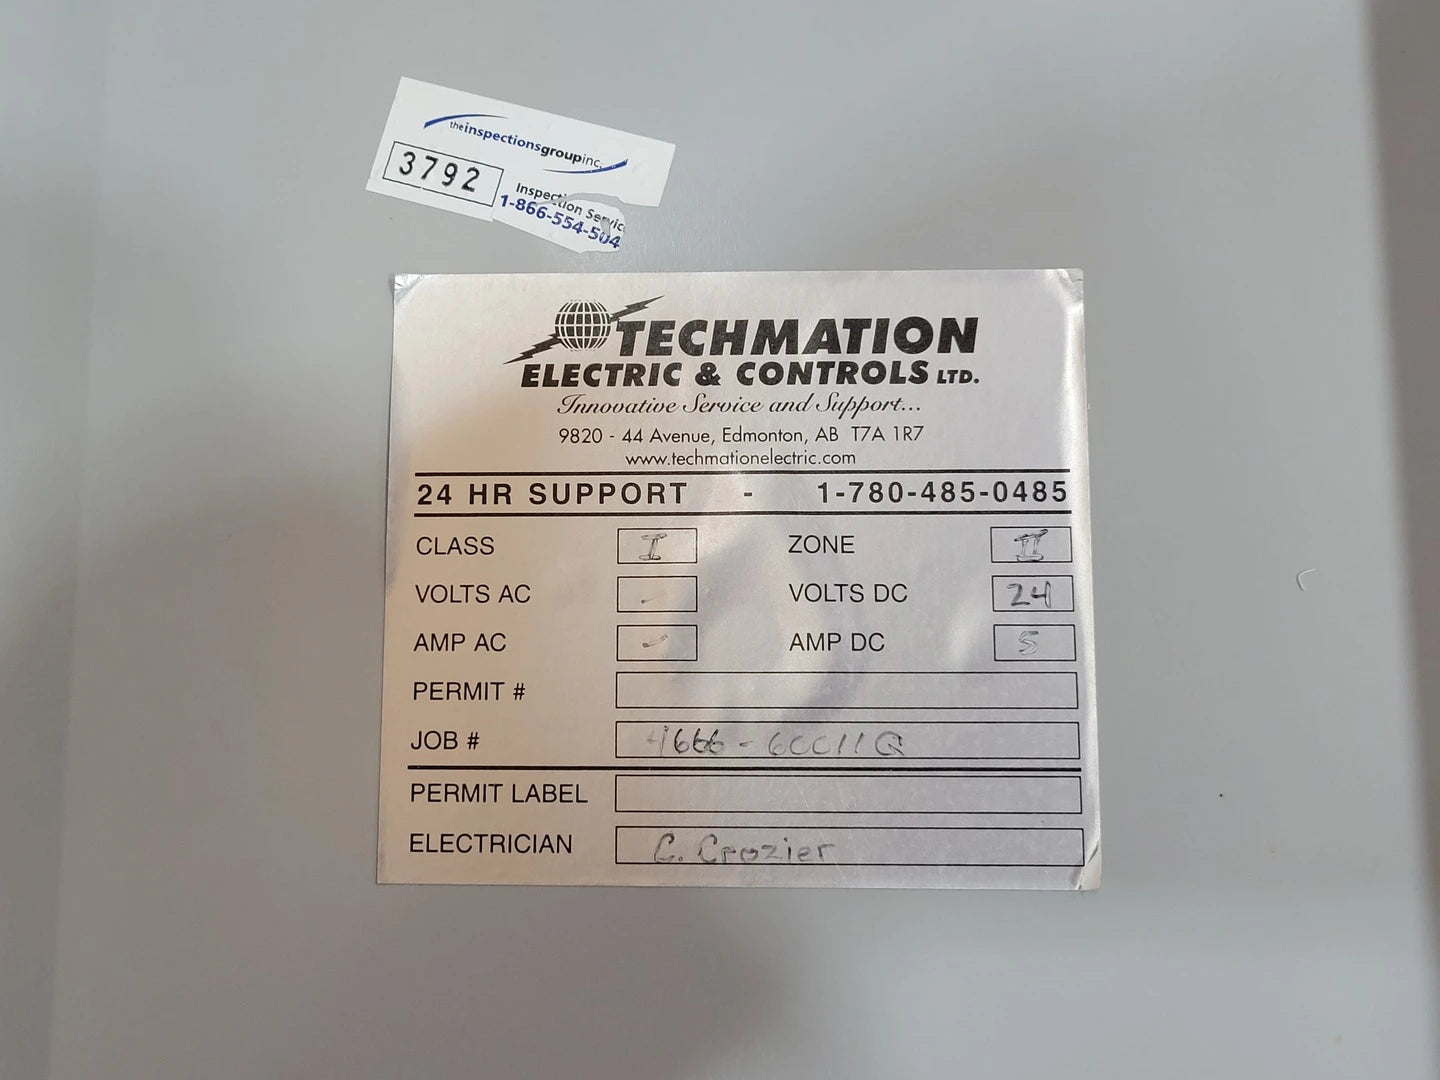 theinspectionsgroupinc.
3792
Inspection Servic
1-866-554-504
TECHMATION
ELECTRIC & CONTROLS LTD.
Innovative Service and Support...
9820 - 44 Avenue, Edmonton, AB T7A 1R7
www.techmationelectric.com
24 HR SUPPORT - 1-780-485-0485
CLASS I ZONE II
VOLTS AC - VOLTS DC 24
AMP AC - AMP DC 5
PERMIT #
JOB #
PERMIT LABEL
ELECTRICIAN C. Crozier